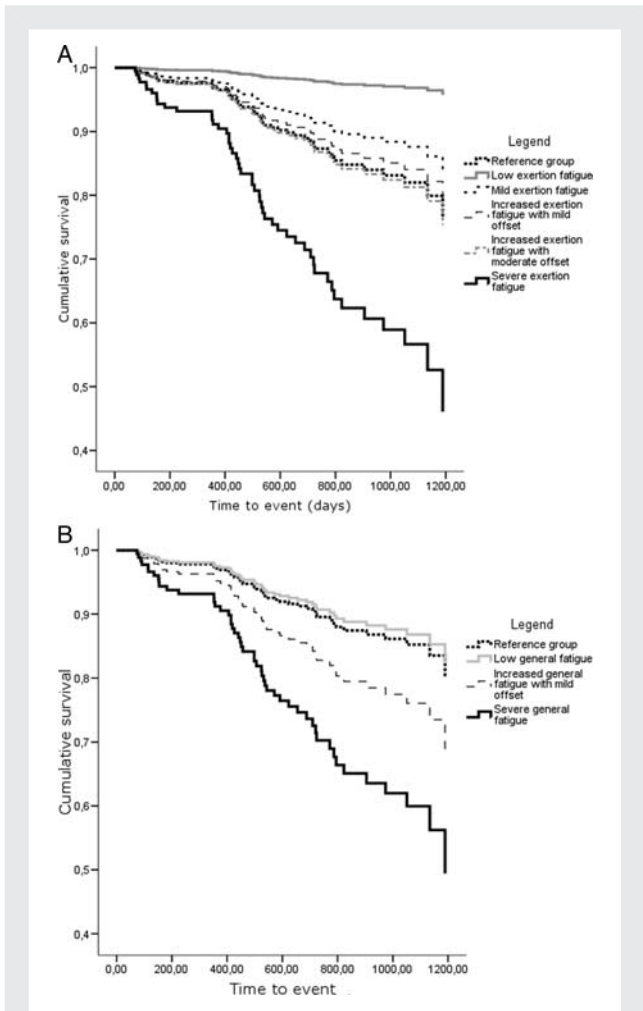 A
1,0
0,9
0,8
0,7
0,6
0,5
0,4
Cumulative survival
0,00 200,00 400,00 600,00 800,00 1000,00 1200,00
Time to event (days)
Legend
Reference group
Low exertion fatigue
Mild exertion fatigue
Increased exertion
fatigue with mild
offset
Increased exertion
fatigue with
moderate offset
Severe exertion
fatigue
B
1,0
0,9
0,8
0,7
0,6
0,5
0,4
Cumulative survival
0,00 200,00 400,00 600,00 800,00 1000,00 1200,00
Time to event
Legend
Reference group
Low general fatigue
Increased general
fatigue with mild
offset
Severe general
fatigue